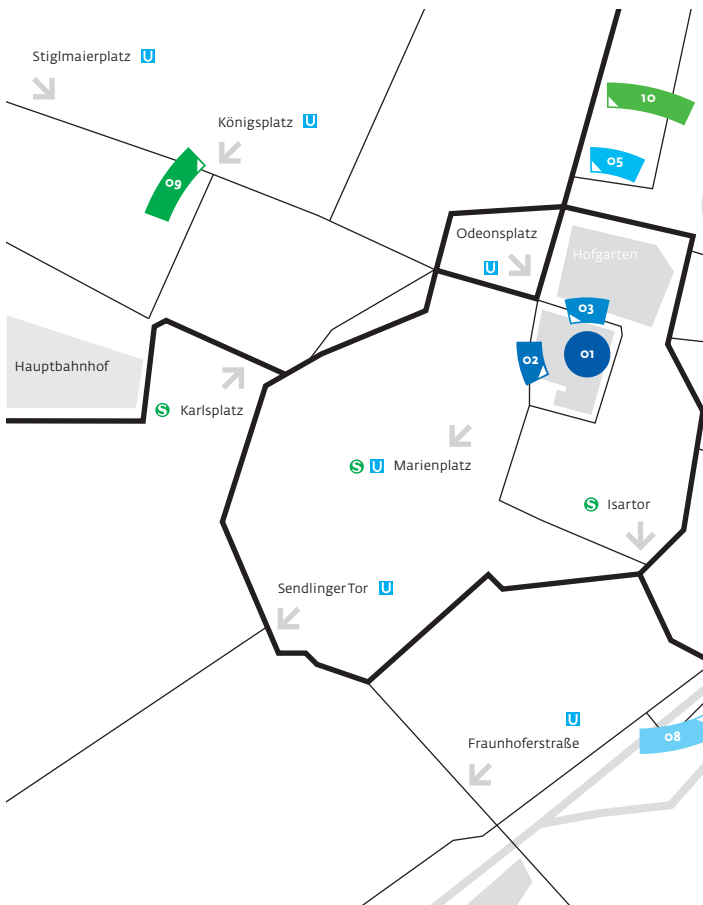 Stiglmaierplatz U
10
Königsplatz U
05
09
Odeonsplatz
U
Hofgarten
03
01
02
Hauptbahnhof
S Karlsplatz
S U Marienplatz
S Isartor
Sendlinger Tor U
U
08
Fraunhoferstraße